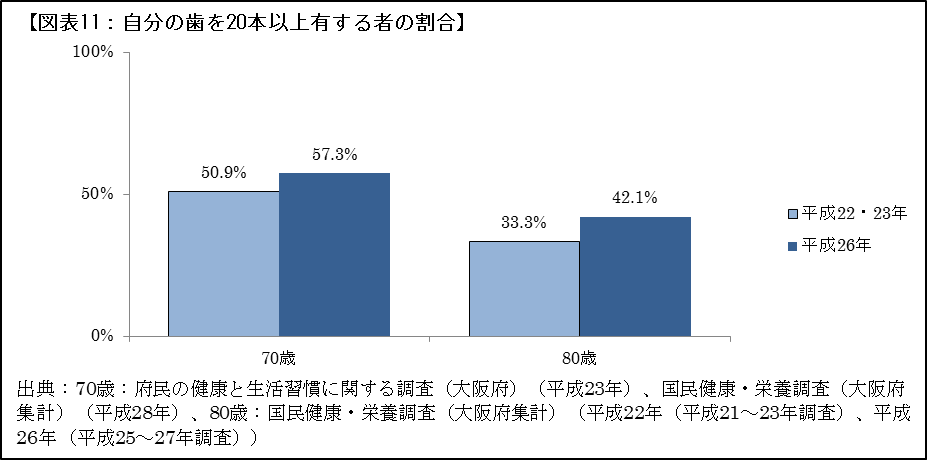 【図表11：自分の歯を20本以上有する者の割合】
100%
50%
0%
50.9%
57.3%
33.3%
42.1%
70歳
80歳
平成22・23年
平成26年
出典：70歳：府民の健康と生活習慣に関する調査（大阪府）（平成23年）、国民健康・栄養調査（大阪府
集計）（平成28年）、80歳：国民健康・栄養調査（大阪府集計）（平成22年（平成21～23年調査）、平成
26年（平成25～27年調査））